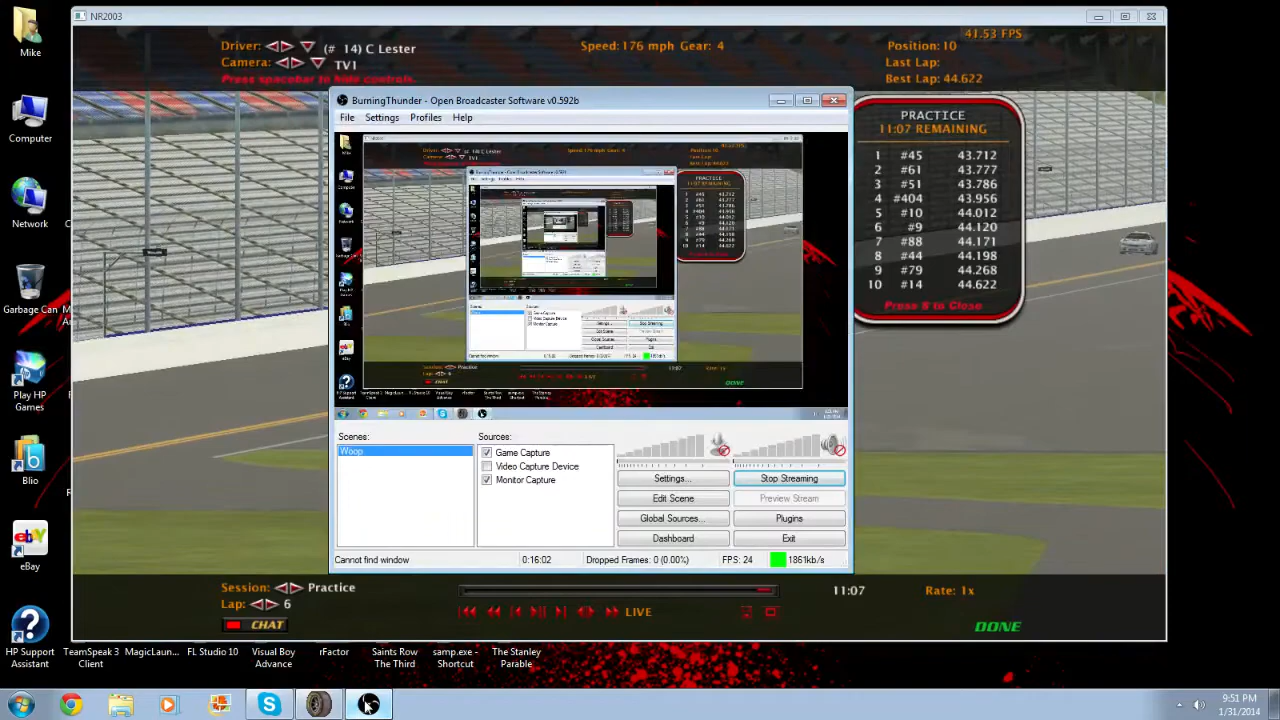 NR2003
Mike
Computer
Network
Garbage Can
Play HP
Games
Blio
eBay
HP Support
Assistant
TeamSpeak 3
Client
MagicLaun...
FL Studio 10
Visual Boy
Advance
rFactor
Saints Row
The Third
samp.exe -
Shortcut
The Stanley
Parable
Driver: (# 14) C Lester
Camera: TV1
Press spacebar to hide controls.
Speed:176 mph Gear: 4
41.53 FPS
Position:10
Last Lap:
Best Lap: 44.622
PRACTICE
11:07 REMAINING
1 #45 43.712
2 #61 43.777
3 #51 43.786
4 #404 43.956
5 #10 44.012
6 #9 44.120
7 #88 44.171
8 #44 44.198
9 #79 44.268
10 #14 44.622
Press 8 to Close
BurningThunder - Open Broadcaster Software v0.592b
File Settings Profiles Help
Scenes:
Woop
Sources:
Game Capture
Video Capture Device
Monitor Capture
Settings...
Stop Streaming
Edit Scene
Preview Stream
Global Sources...
Plugins
Dashboard
Exit
Cannot find window
0:16:02
Dropped Frames: 0 (0.00%)
FPS: 24
1861kb/s
Session: Practice
Lap: 6
CHAT
LIVE
11:07
Rate: 1x
DONE
9:51 PM
1/31/2014